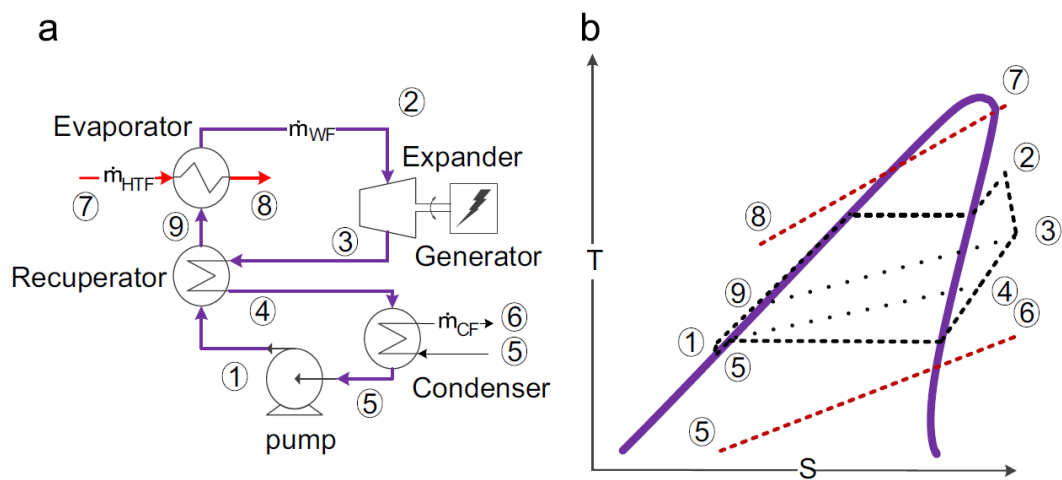 a
b
②
⑦
Evaporator
ṁWF
ṁHTF
Expander
⑦
⑧
②
⑨
③
Generator
⑧
③
T
Recuperator
④
ṁCF
⑥
⑨
④
⑥
①
⑤
①
⑤
Condenser
⑤
pump
⑤
S